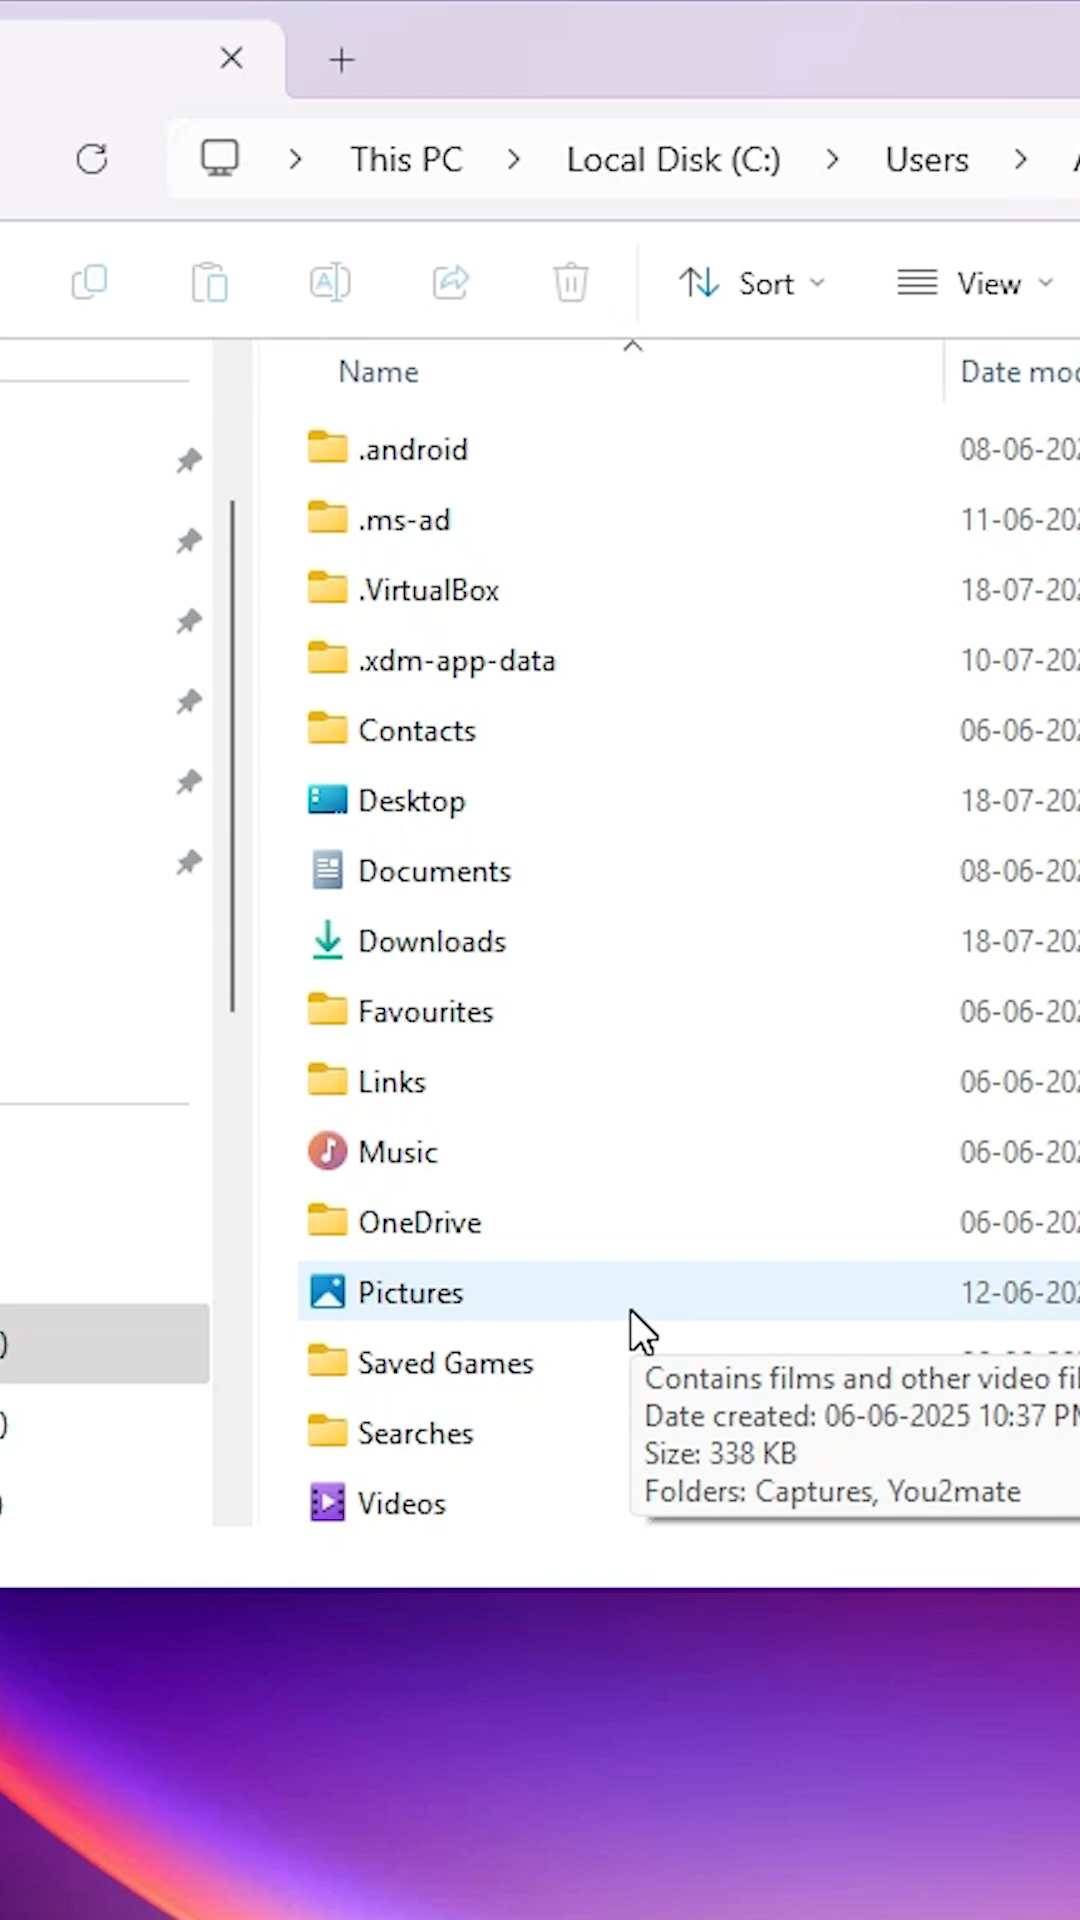 This PC > Local Disk (C:) > Users >
Sort
View
Name
Date mod
.android
08-06-202
.ms-ad
11-06-202
.VirtualBox
18-07-202
.xdm-app-data
10-07-202
Contacts
06-06-202
Desktop
18-07-202
Documents
08-06-202
Downloads
18-07-202
Favourites
06-06-202
Links
06-06-202
Music
06-06-202
OneDrive
06-06-202
Pictures
12-06-202
Saved Games
Searches
Videos
Contains films and other video fil
Date created: 06-06-2025 10:37 PM
Size: 338 KB
Folders: Captures, You2mate